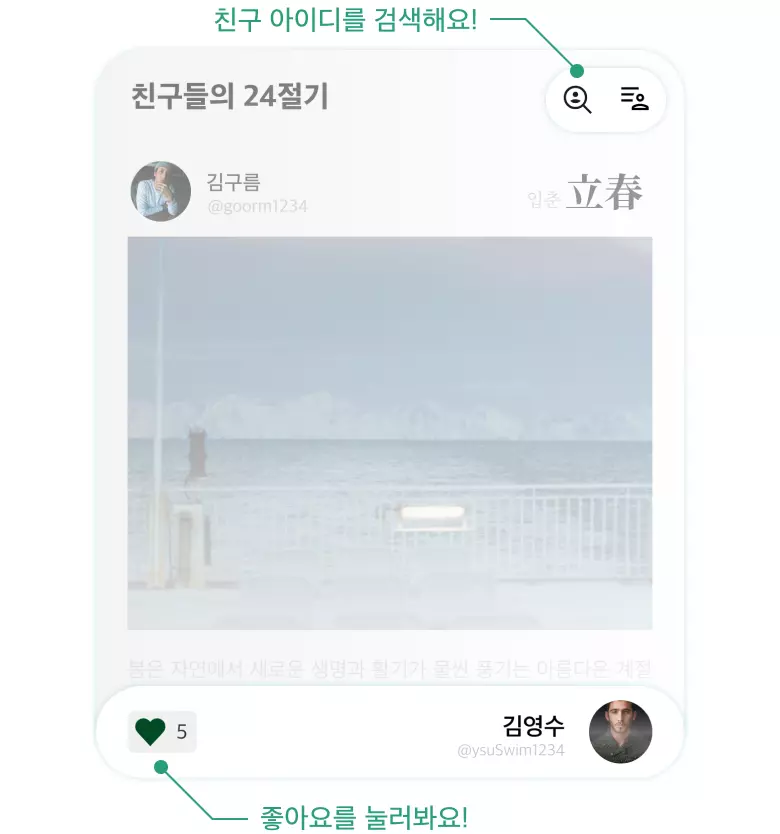 친구 아이디를 검색해요!
친구들의 24절기
김구름
@goorm1234
입춘 立春
봄은 자연에서 새로운 생명과 활기가 물씬 풍기는 아름다운 계절
5
김영수
@ysuSwim1234
좋아요를 눌러봐요!